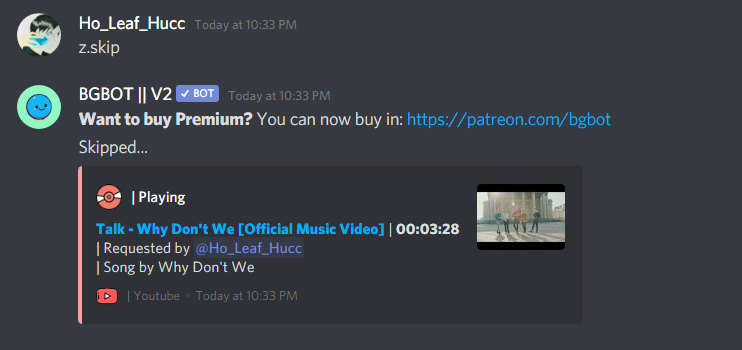 Ho_Leaf_Hucc Today at 10:33 PM
z.skip
BGBOT || V2 BOT Today at 10:33 PM
Want to buy Premium? You can now buy in: https://patreon.com/bgbot
Skipped...
| Playing
Talk - Why Don't We [Official Music Video] | 00:03:28
| Requested by @Ho_Leaf_Hucc
| Song by Why Don't We
| Youtube • Today at 10:33 PM